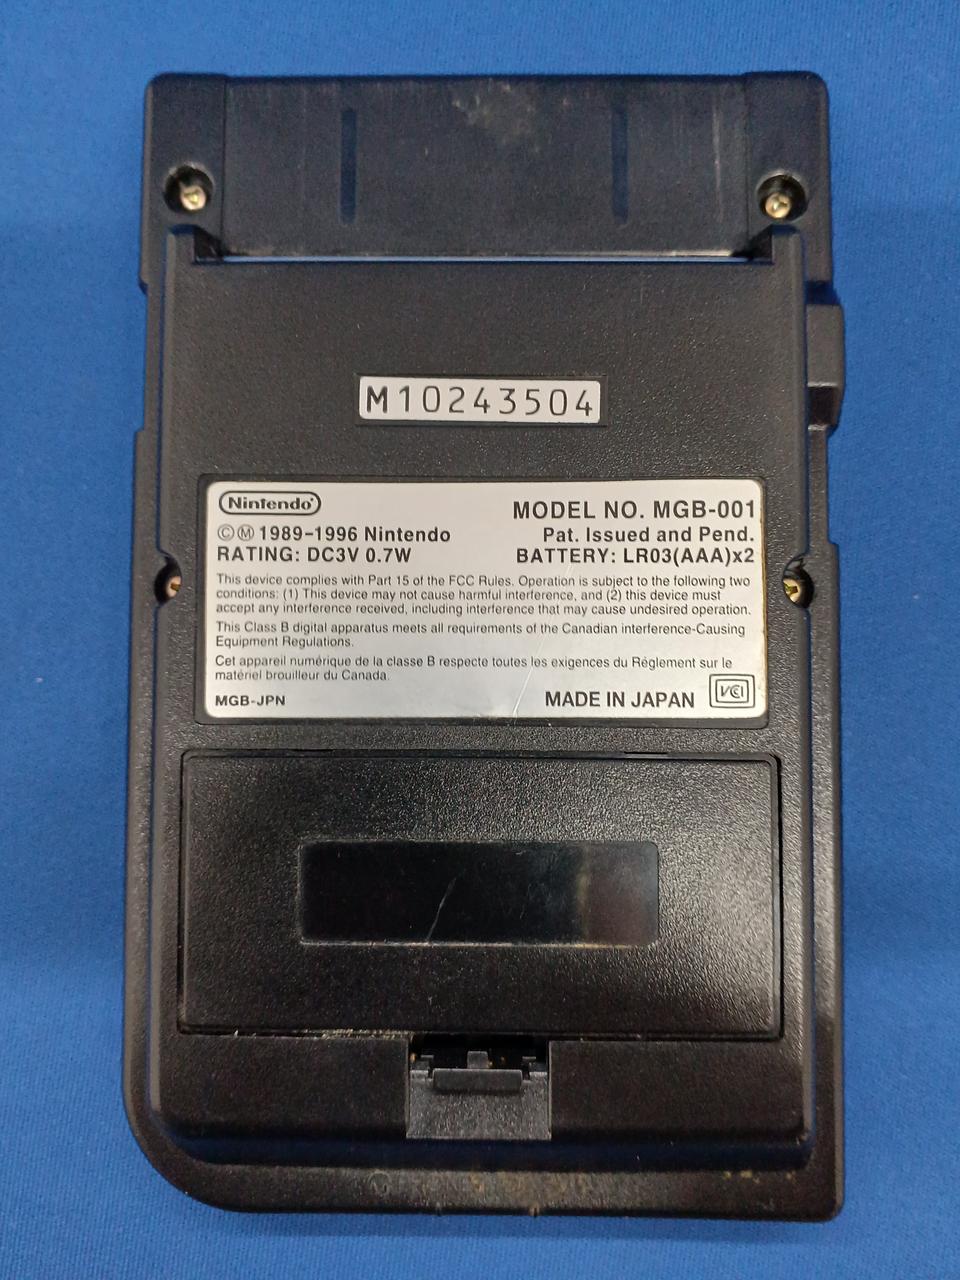 M10243504
Nintendo®
MODEL NO. MGB-001
©Ⓜ 1989-1996 Nintendo
Pat. Issued and Pend.
RATING: DC3V 0.7W
BATTERY: LR03(AAA)x2
This device complies with Part 15 of the FCC Rules. Operation is subject to the following two
conditions: (1) This device may not cause harmful interference, and (2) this device must
accept any interference received, including interference that may cause undesired operation.
This Class B digital apparatus meets all requirements of the Canadian interference-Causing
Equipment Regulations.
Cet appareil numérique de la classe B respecte toutes les exigences du Réglement sur le
matériel brouilleur du Canada.
MGB-JPN
MADE IN JAPAN
VCI